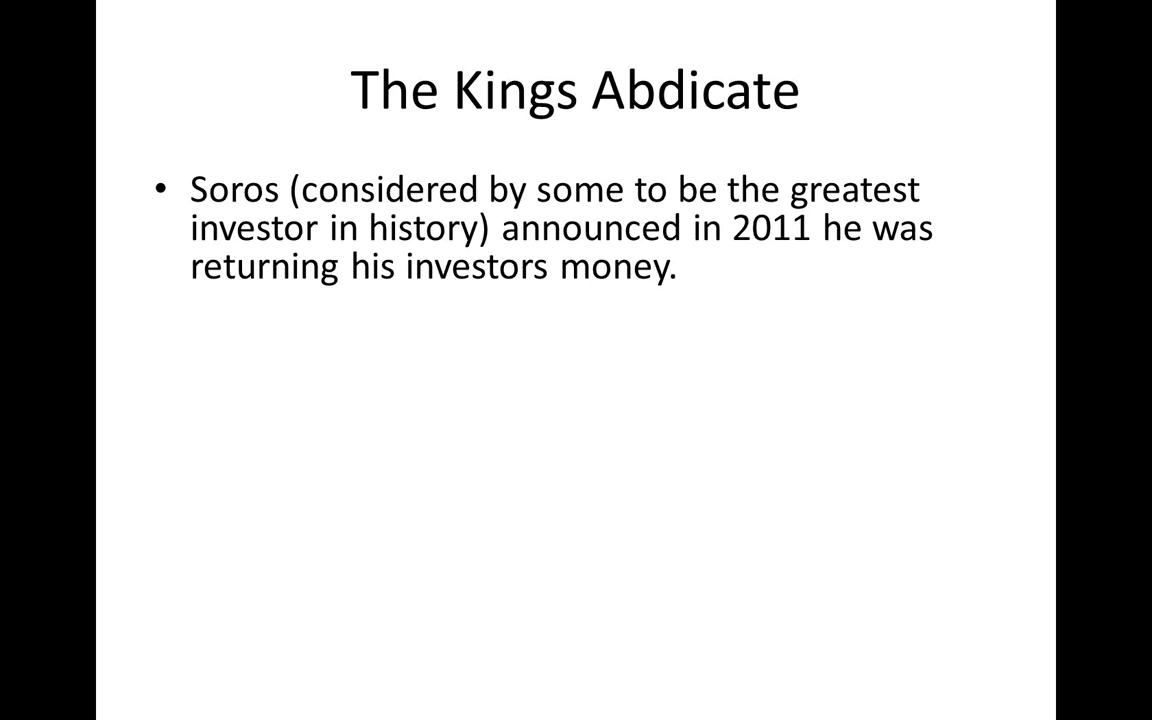 The Kings Abdicate
• Soros (considered by some to be the greatest
investor in history) announced in 2011 he was
returning his investors money.